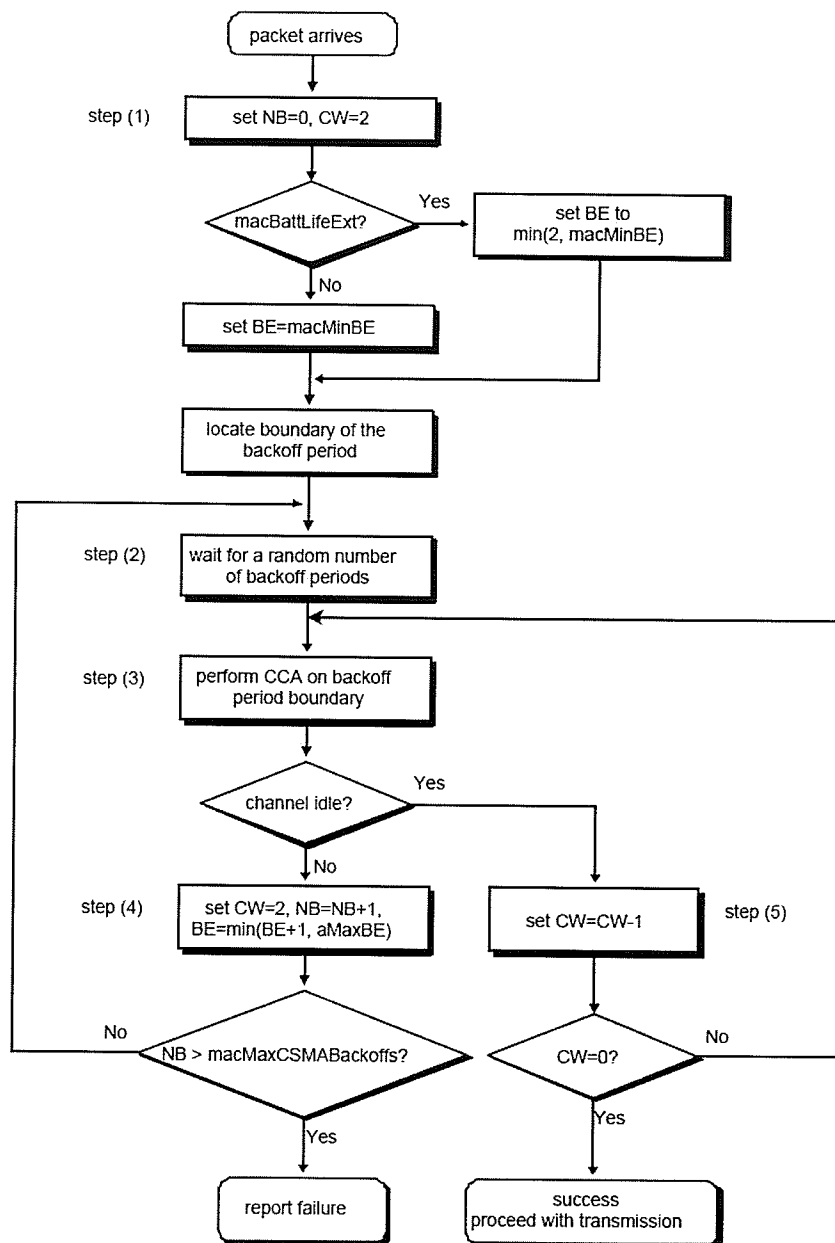 packet arrives
step (1)
set NB=0, CW=2
macBattLifeExt?
Yes
set BE to
min(2, macMinBE)
No
set BE=macMinBE
locate boundary of the
backoff period
step (2)
wait for a random number
of backoff periods
step (3)
perform CCA on backoff
period boundary
channel idle?
Yes
No
step (4)
set CW=2, NB=NB+1,
BE=min(BE+1, aMaxBE)
set CW=CW-1
step (5)
No
NB > macMaxCSMABackoffs?
CW=0?
No
Yes
Yes
report failure
success
proceed with transmission